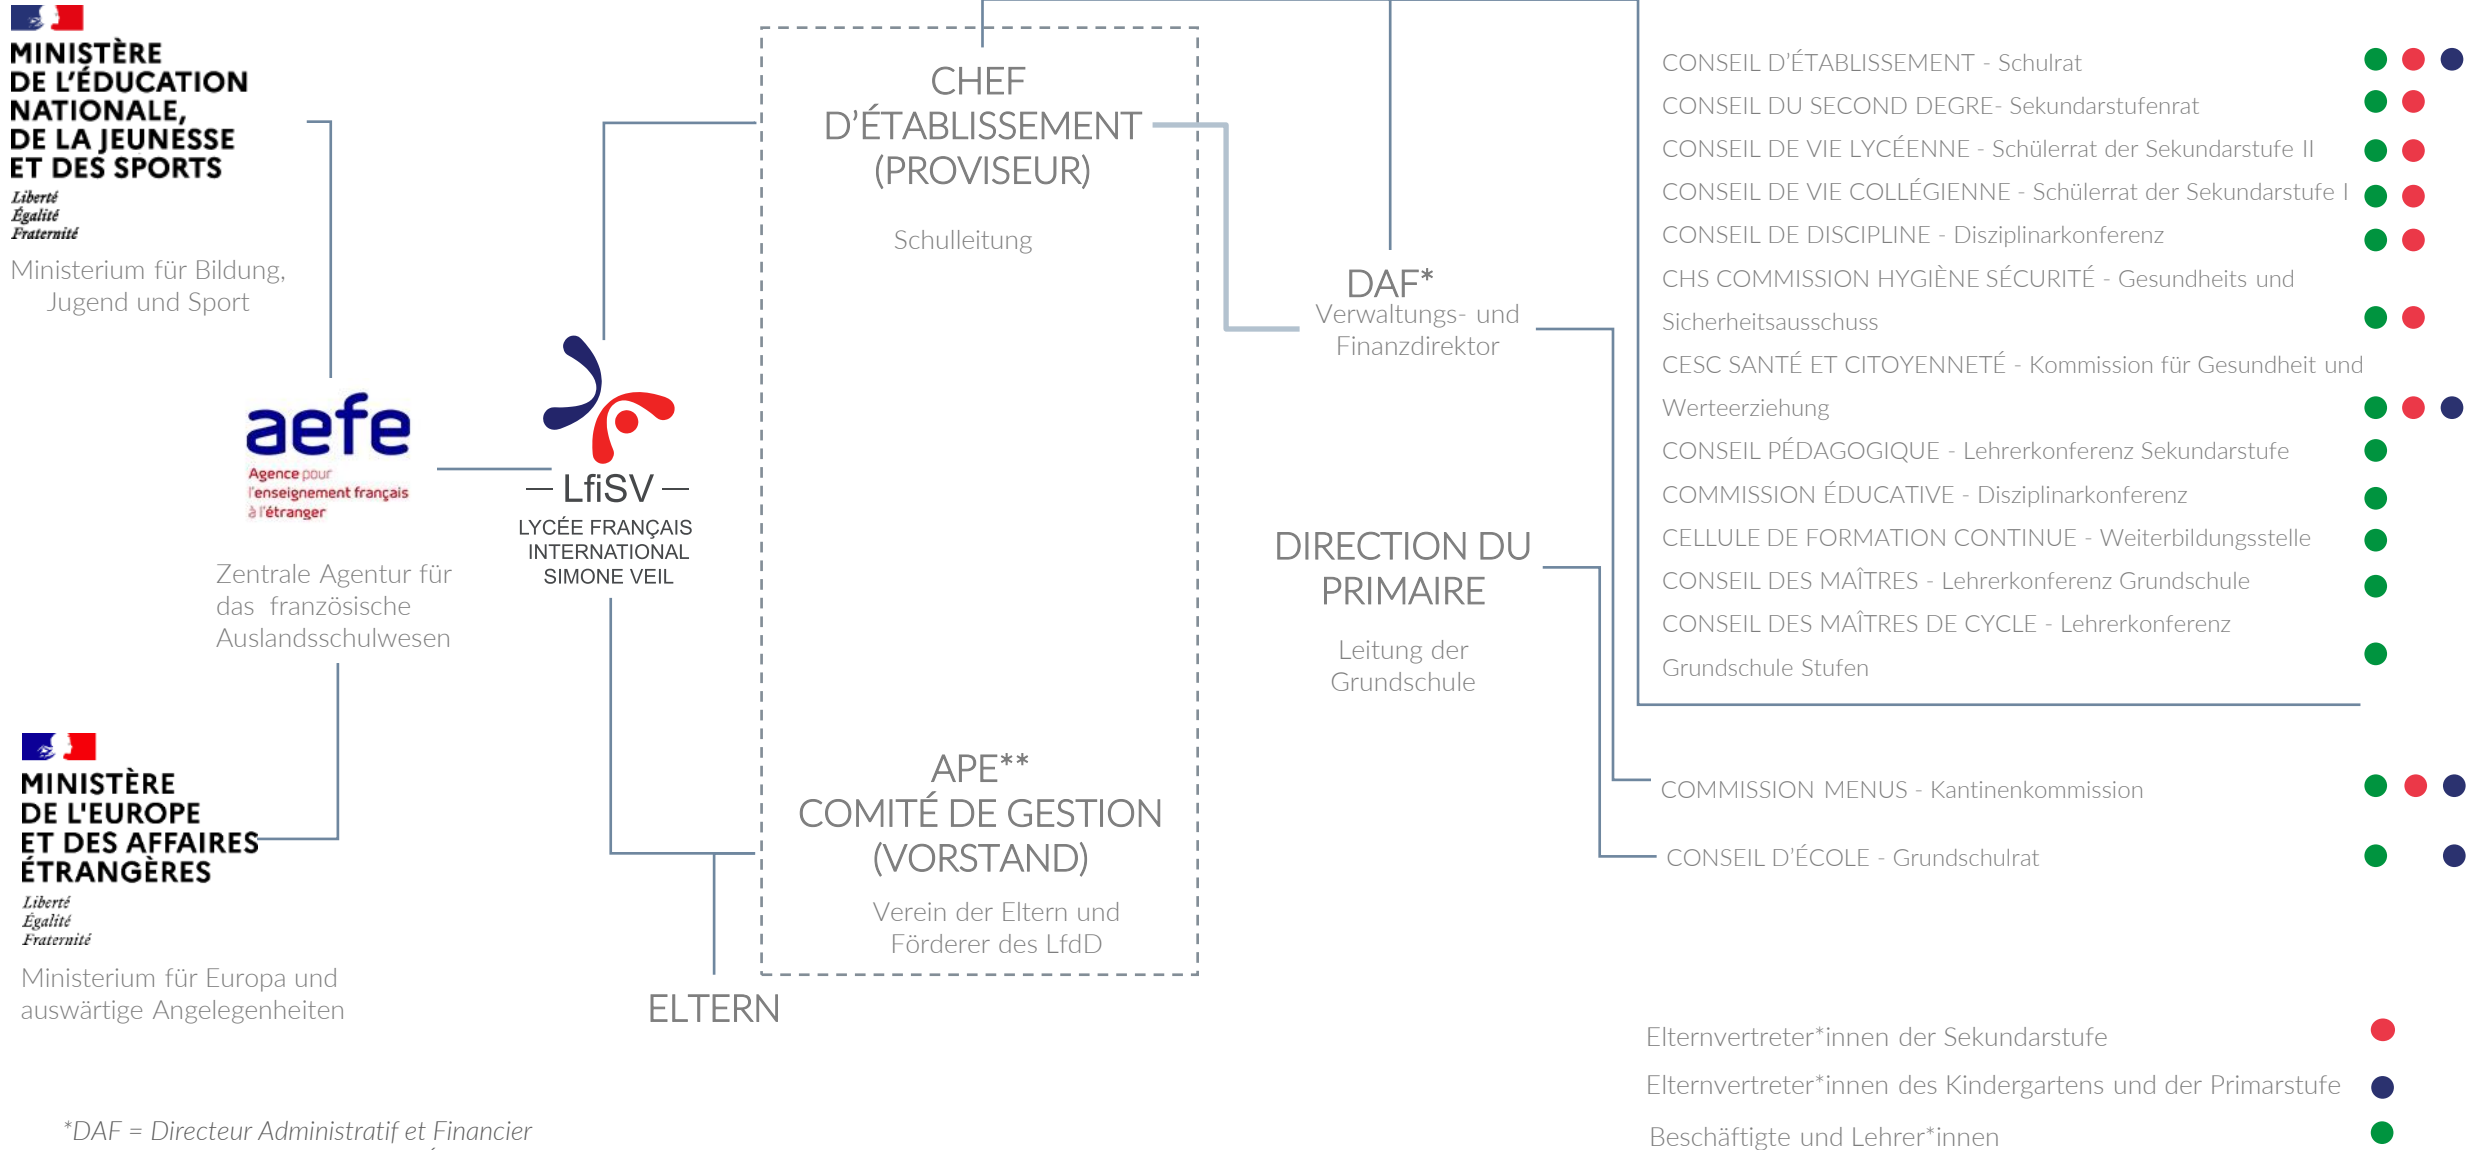 MINISTÈRE
DE L'ÉDUCATION
NATIONALE,
DE LA JEUNESSE
ET DES SPORTS
Liberté
Égalité
Fraternité
Ministerium für Bildung,
Jugend und Sport
aefe
Agence pour
l'enseignement français
à l'étranger
Zentrale Agentur für
das französische
Auslandsschulwesen
MINISTÈRE
DE L'EUROPE
ET DES AFFAIRES
ÉTRANGÈRES
Liberté
Égalité
Fraternité
Ministerium für Europa und
auswärtige Angelegenheiten
LfiSV
LYCÉE FRANÇAIS
INTERNATIONAL
SIMONE VEIL
ELTERN
CHEF
D'ÉTABLISSEMENT
(PROVISEUR)
Schulleitung
APE**
COMITÉ DE GESTION
(VORSTAND)
Verein der Eltern und
Förderer des LfdD
DAF*
Verwaltungs- und
Finanzdirektor
DIRECTION DU
PRIMAIRE
Leitung der
Grundschule
CONSEIL D'ÉTABLISSEMENT - Schulrat
CONSEIL DU SECOND DEGRE- Sekundarstufenrat
CONSEIL DE VIE LYCÉENNE - Schülerrat der Sekundarstufe II
CONSEIL DE VIE COLLÉGIENNE - Schülerrat der Sekundarstufe I
CONSEIL DE DISCIPLINE - Disziplinarkonferenz
CHS COMMISSION HYGIÈNE SÉCURITÉ - Gesundheits und
Sicherheitsausschuss
CESC SANTÉ ET CITOYENNETÉ - Kommission für Gesundheit und
Werteerziehung
CONSEIL PÉDAGOGIQUE - Lehrerkonferenz Sekundarstufe
COMMISSION ÉDUCATIVE - Disziplinarkonferenz
CELLULE DE FORMATION CONTINUE - Weiterbildungsstelle
CONSEIL DES MAÎTRES - Lehrerkonferenz Grundschule
CONSEIL DES MAÎTRES DE CYCLE - Lehrerkonferenz
Grundschule Stufen
COMMISSION MENUS - Kantinenkommission
CONSEIL D'ÉCOLE - Grundschulrat
Elternvertreter*innen der Sekundarstufe
Elternvertreter*innen des Kindergartens und der Primarstufe
Beschäftigte und Lehrer*innen
*DAF = Directeur Administratif et Financier